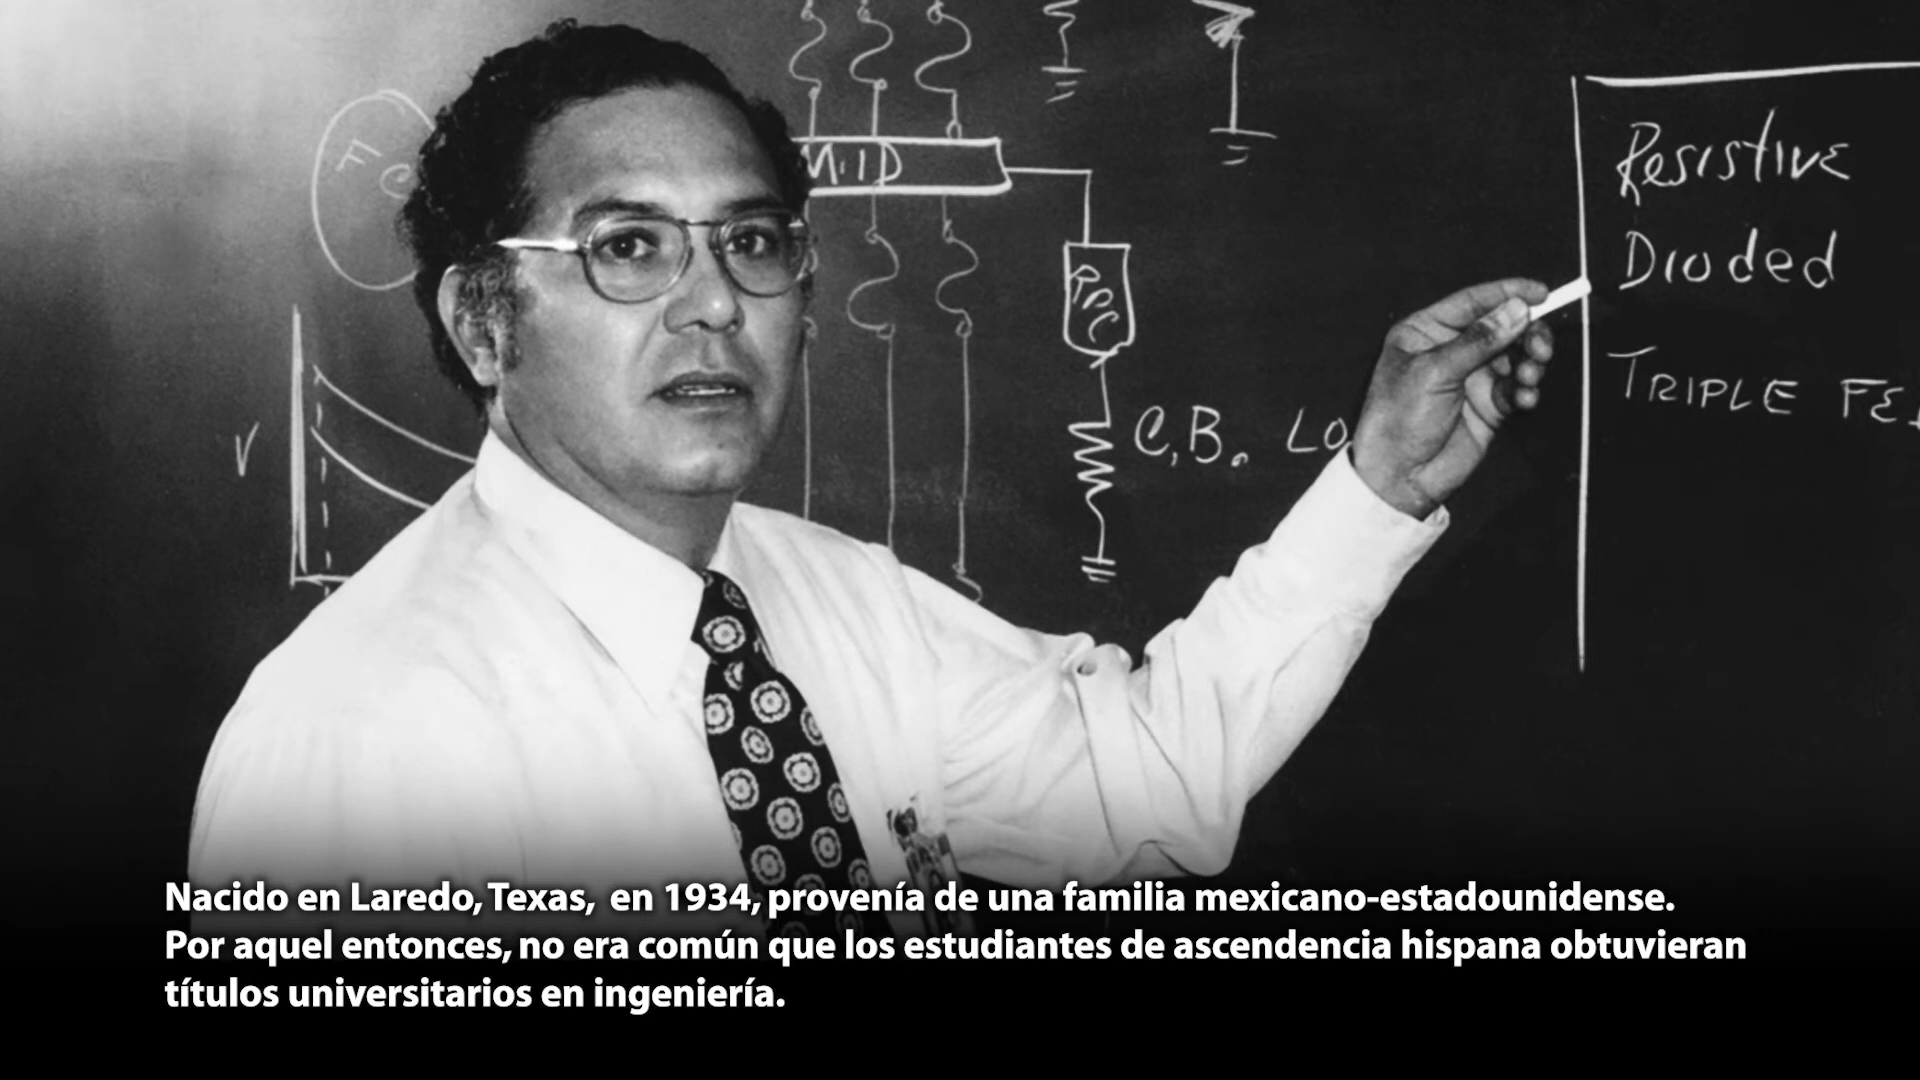 F C
M.I.D
RPC
V
C.B. LO
Resistive
Dioded
TRIPLE FE
Nacido en Laredo, Texas, en 1934, provenía de una familia mexicano-estadounidense.
Por aquel entonces, no era común que los estudiantes de ascendencia hispana obtuvieran
títulos universitarios en ingeniería.